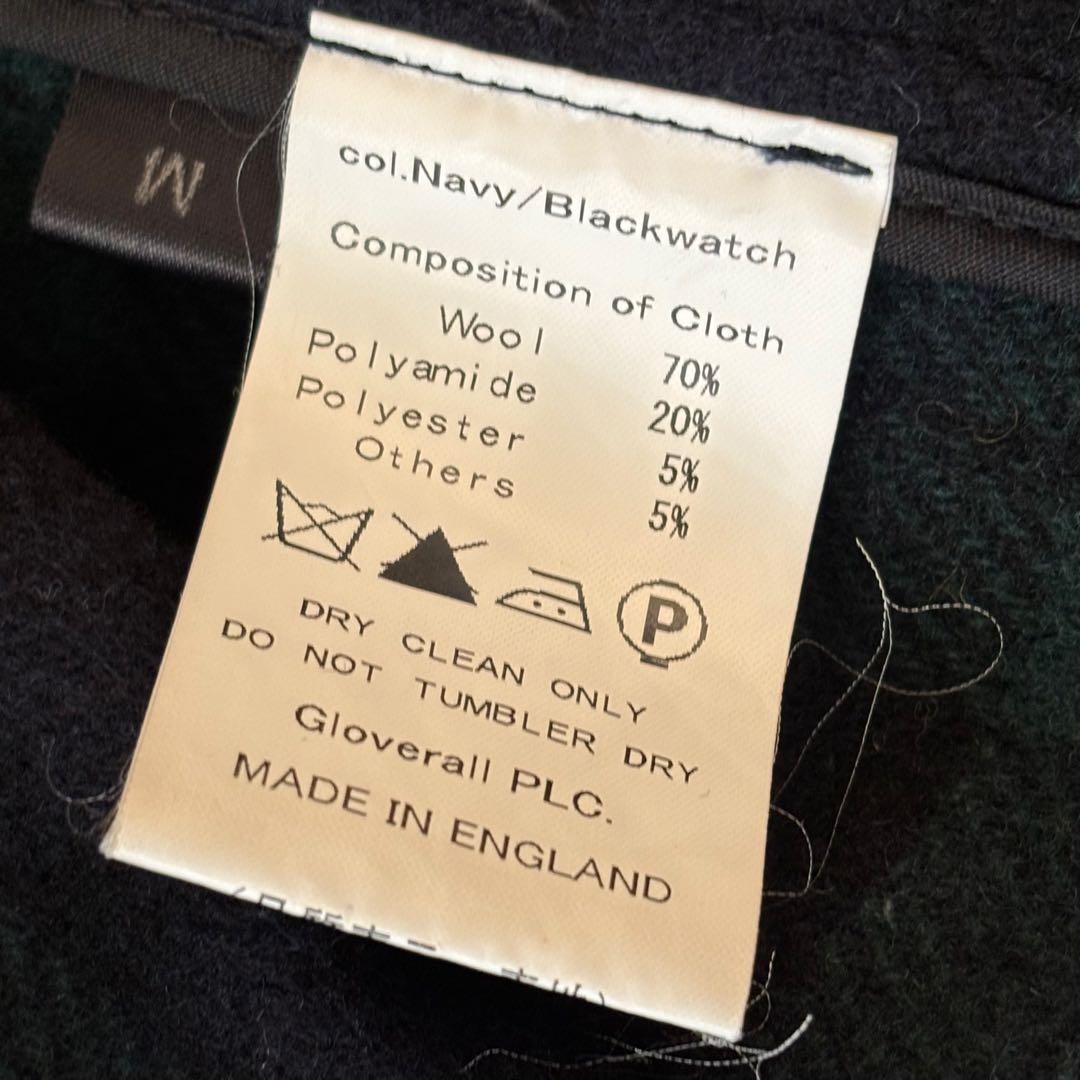 M
col.Navy/Blackwatch
Composition of Cloth
Wool 70%
Polyamide 20%
Polyester 5%
Others 5%
P
DRY CLEAN ONLY
DO NOT TUMBLER DRY
Gloverall PLC.
MADE IN ENGLAND